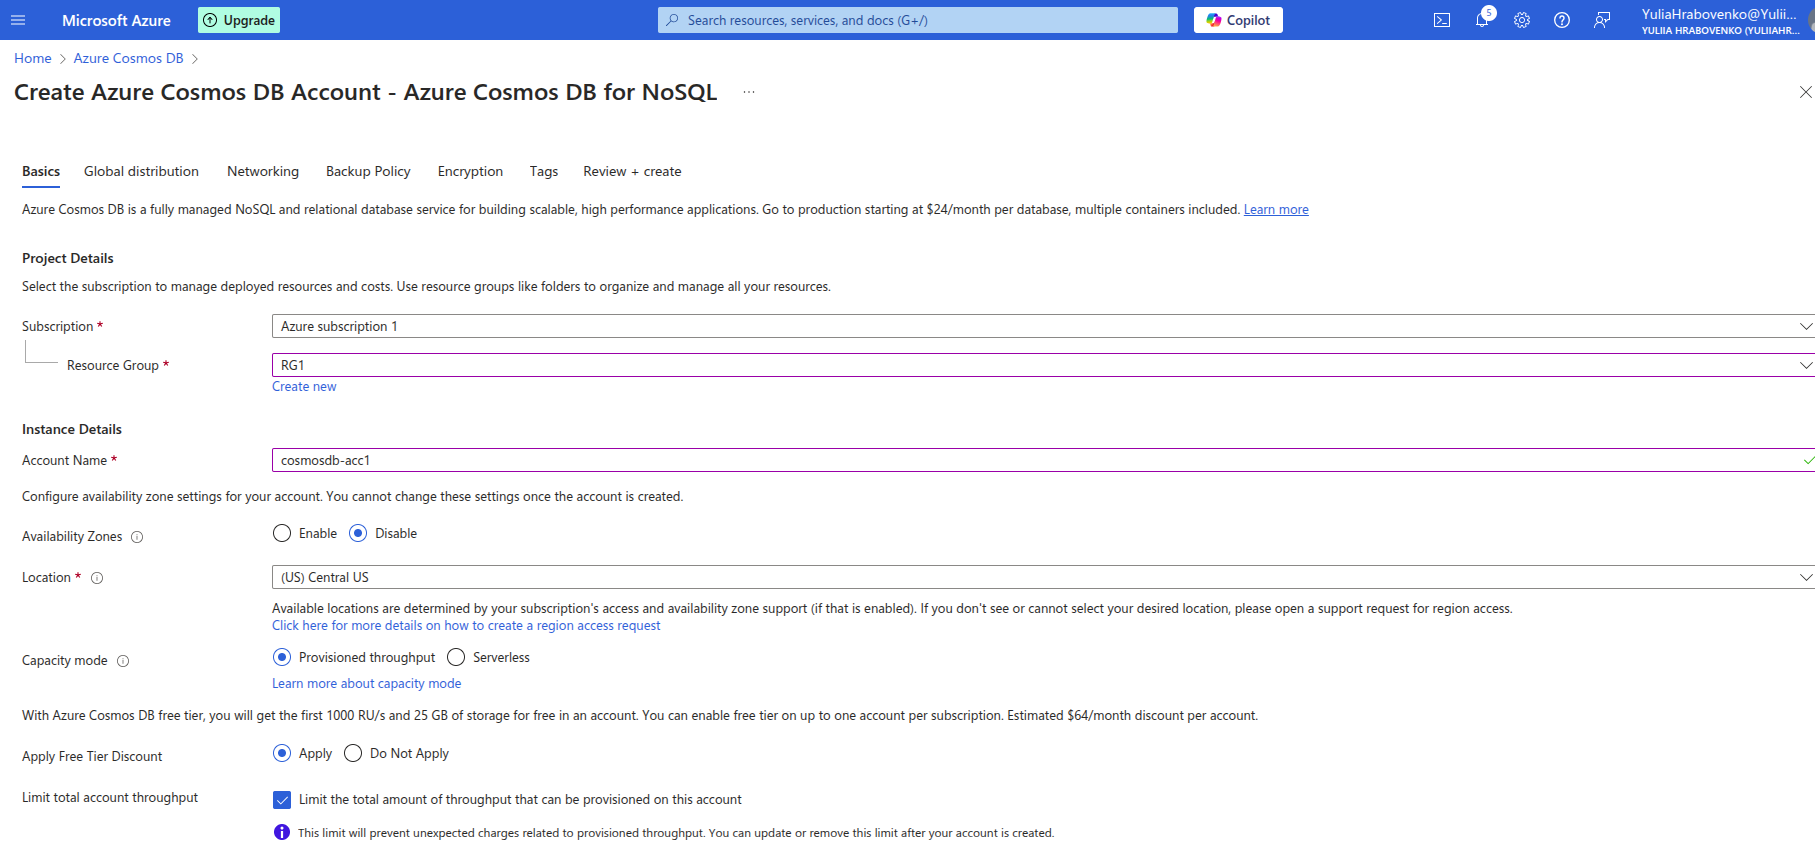 Microsoft Azure
Upgrade
Search resources, services, and docs (G+/)
Copilot
5
YuliaHrabovenko@Yulii...
YULIIA HRABOVENKO (YULIIAHR...
Home > Azure Cosmos DB >
Create Azure Cosmos DB Account - Azure Cosmos DB for NoSQL ...
Basics Global distribution Networking Backup Policy Encryption Tags Review + create
Azure Cosmos DB is a fully managed NoSQL and relational database service for building scalable, high performance applications. Go to production starting at $24/month per database, multiple containers included. Learn more
Project Details
Select the subscription to manage deployed resources and costs. Use resource groups like folders to organize and manage all your resources.
Subscription * Azure subscription 1
Resource Group * RG1
Create new
Instance Details
Account Name * cosmosdb-acc1
Configure availability zone settings for your account. You cannot change these settings once the account is created.
Availability Zones Enable Disable
Location * (US) Central US
Available locations are determined by your subscription's access and availability zone support (if that is enabled). If you don't see or cannot select your desired location, please open a support request for region access.
Click here for more details on how to create a region access request
Capacity mode Provisioned throughput Serverless
Learn more about capacity mode
With Azure Cosmos DB free tier, you will get the first 1000 RU/s and 25 GB of storage for free in an account. You can enable free tier on up to one account per subscription. Estimated $64/month discount per account.
Apply Free Tier Discount Apply Do Not Apply
Limit total account throughput Limit the total amount of throughput that can be provisioned on this account
This limit will prevent unexpected charges related to provisioned throughput. You can update or remove this limit after your account is created.